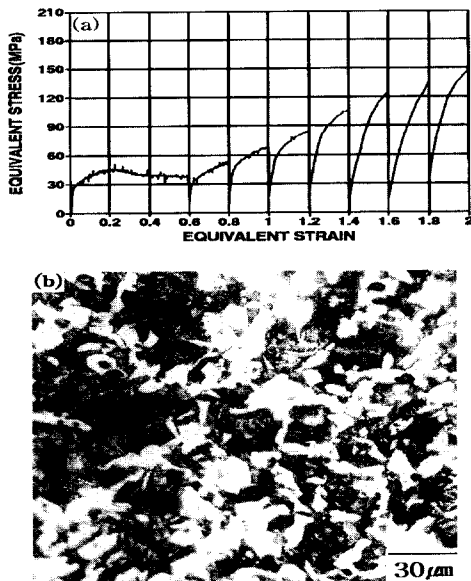 (a)
EQUIVALENT STRESS(MPa)
210
180
150
120
90
60
30
0
0 0.2 0.4 0.6 0.8 1 1.2 1.4 1.6 1.8 2
EQUIVALENT STRAIN
(b)
30μm